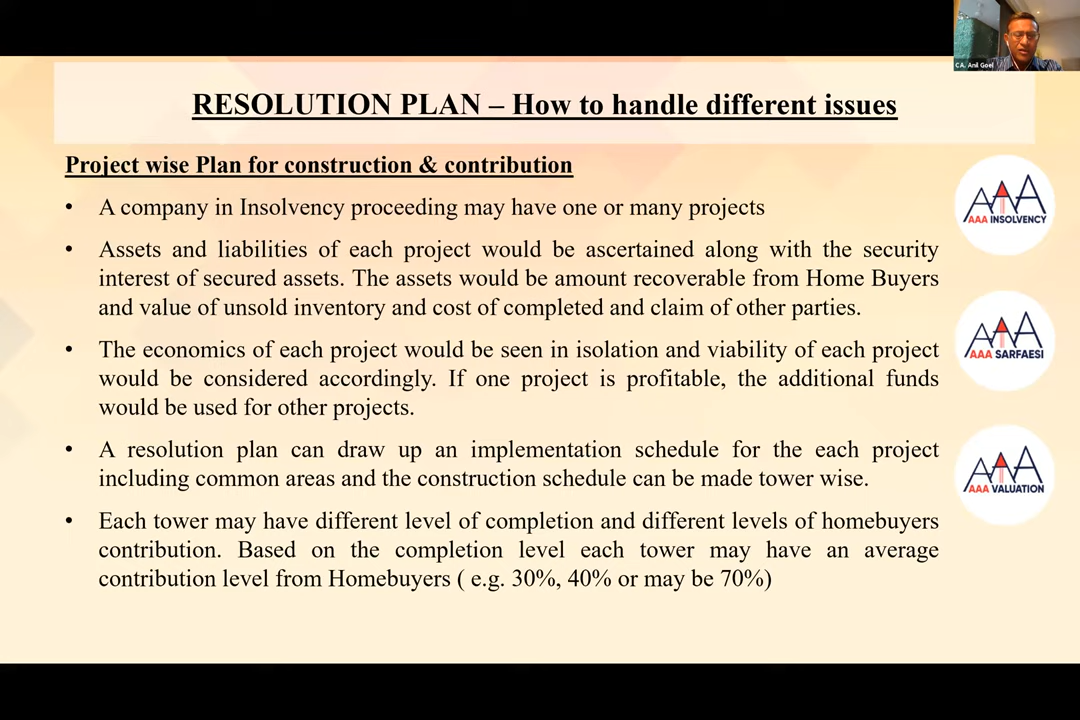 CA. Anil Goel
RESOLUTION PLAN – How to handle different issues
Project wise Plan for construction & contribution
• A company in Insolvency proceeding may have one or many projects
• Assets and liabilities of each project would be ascertained along with the security
interest of secured assets. The assets would be amount recoverable from Home Buyers
and value of unsold inventory and cost of completed and claim of other parties.
• The economics of each project would be seen in isolation and viability of each project
would be considered accordingly. If one project is profitable, the additional funds
would be used for other projects.
• A resolution plan can draw up an implementation schedule for the each project
including common areas and the construction schedule can be made tower wise.
• Each tower may have different level of completion and different levels of homebuyers
contribution. Based on the completion level each tower may have an average
contribution level from Homebuyers ( e.g. 30%, 40% or may be 70%)
AAA
AAA INSOLVENCY
AAA
AAA SARFAESI
AAA
AAA VALUATION